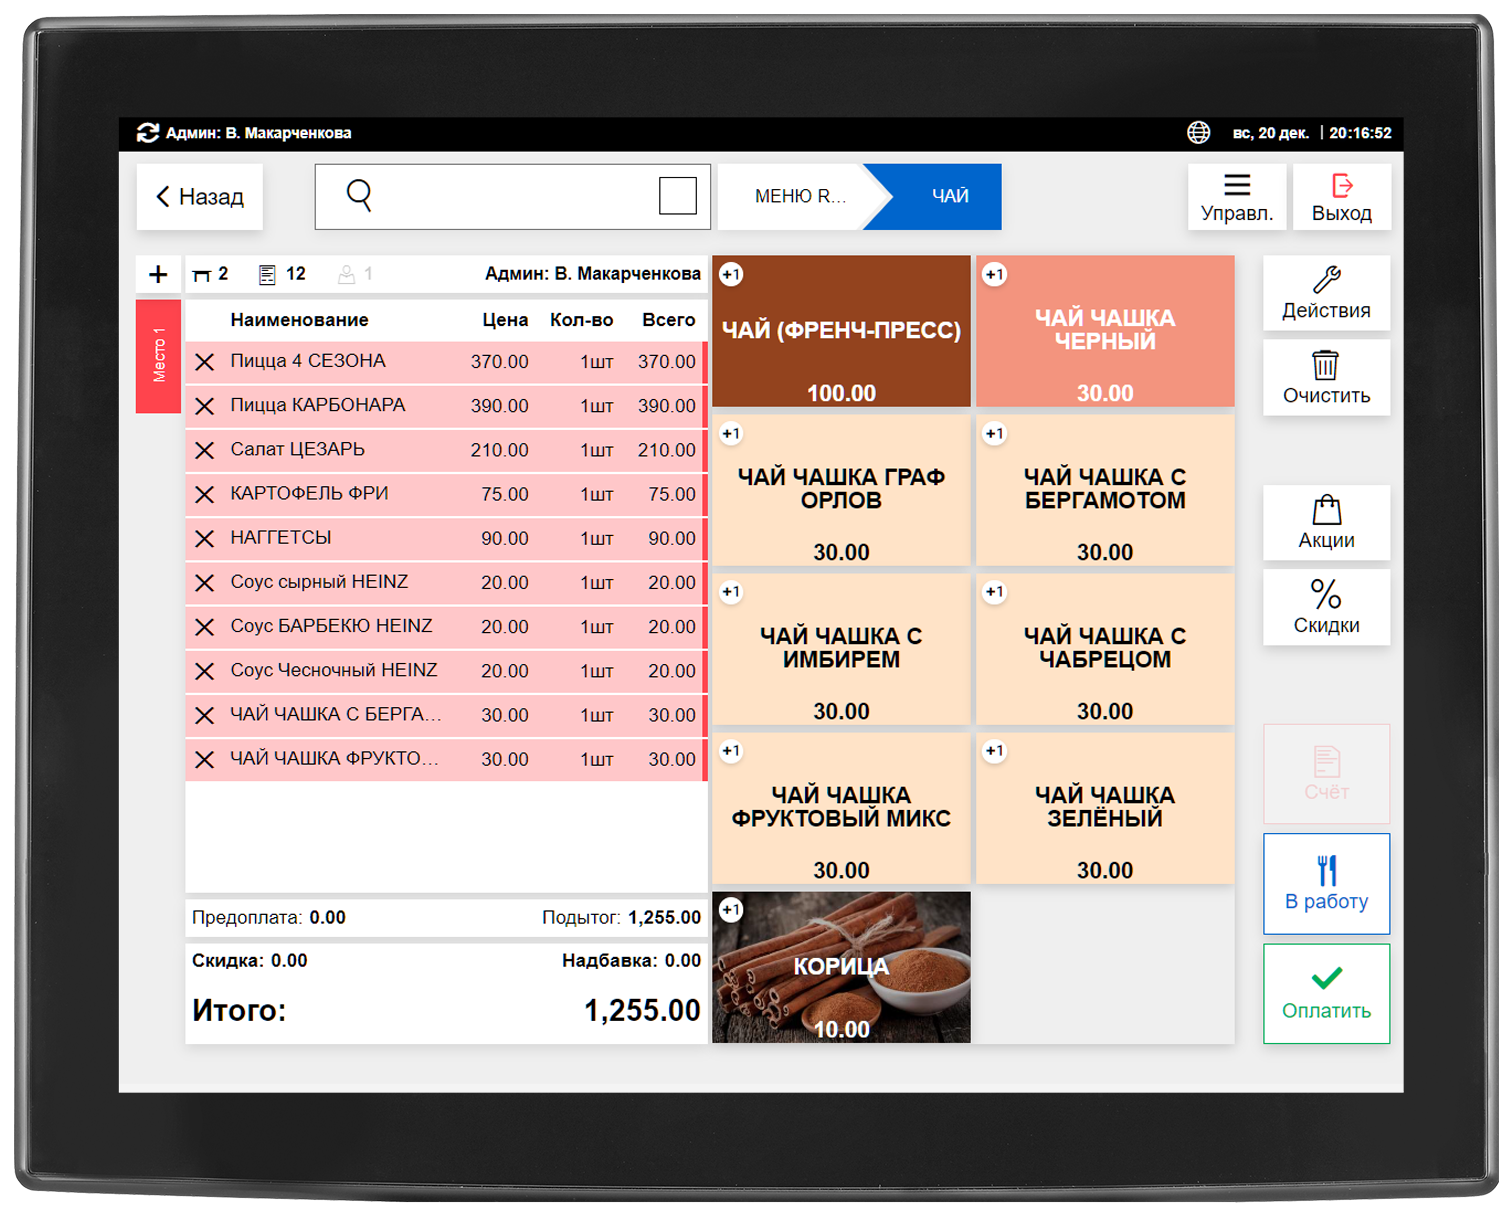 Админ: В. Макарченкова
вс, 20 дек. | 20:16:52
Назад
МЕНЮ R...
ЧАЙ
Управл.
Выход
2
12
1
Админ: В. Макарченкова
Место 1
Наименование Цена Кол-во Всего
Пицца 4 СЕЗОНА 370.00 1шт 370.00
Пицца КАРБОНАРА 390.00 1шт 390.00
Салат ЦЕЗАРЬ 210.00 1шт 210.00
КАРТОФЕЛЬ ФРИ 75.00 1шт 75.00
НАГГЕТСЫ 90.00 1шт 90.00
Соус сырный HEINZ 20.00 1шт 20.00
Соус БАРБЕКЮ HEINZ 20.00 1шт 20.00
Соус Чесночный HEINZ 20.00 1шт 20.00
ЧАЙ ЧАШКА С БЕРГА... 30.00 1шт 30.00
ЧАЙ ЧАШКА ФРУКТО... 30.00 1шт 30.00
Предоплата: 0.00 Подытог: 1,255.00
Скидка: 0.00 Надбавка: 0.00
Итого: 1,255.00
+1
ЧАЙ (ФРЕНЧ-ПРЕСС)
100.00
+1
ЧАЙ ЧАШКА
ЧЕРНЫЙ
30.00
+1
ЧАЙ ЧАШКА ГРАФ
ОРЛОВ
30.00
+1
ЧАЙ ЧАШКА С
БЕРГАМОТОМ
30.00
+1
ЧАЙ ЧАШКА С
ИМБИРЕМ
30.00
+1
ЧАЙ ЧАШКА С
ЧАБРЕЦОМ
30.00
+1
ЧАЙ ЧАШКА
ФРУКТОВЫЙ МИКС
30.00
+1
ЧАЙ ЧАШКА
ЗЕЛЁНЫЙ
30.00
+1
КОРИЦА
10.00
Действия
Очистить
Акции
%
Скидки
Счёт
В работу
Оплатить